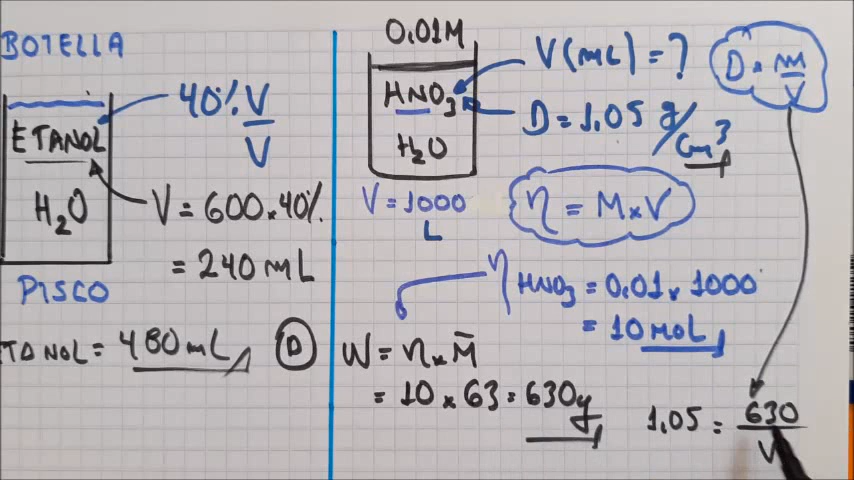 BOTELLA
ETANOL
H₂O
40% V/V
V = 600 × 40%
= 240 mL
PISCO
TANOL = 480 mL
D
0.01M
HNO₃
H₂O
V = 1000
L
V(mL) = ?
D = 1.05 g/cm³
D = m/V
η = M × V
η HNO₃ = 0.01 × 1000
= 10 moL
W = η × M̄
= 10 × 63 = 630g
1.05 = 630/V